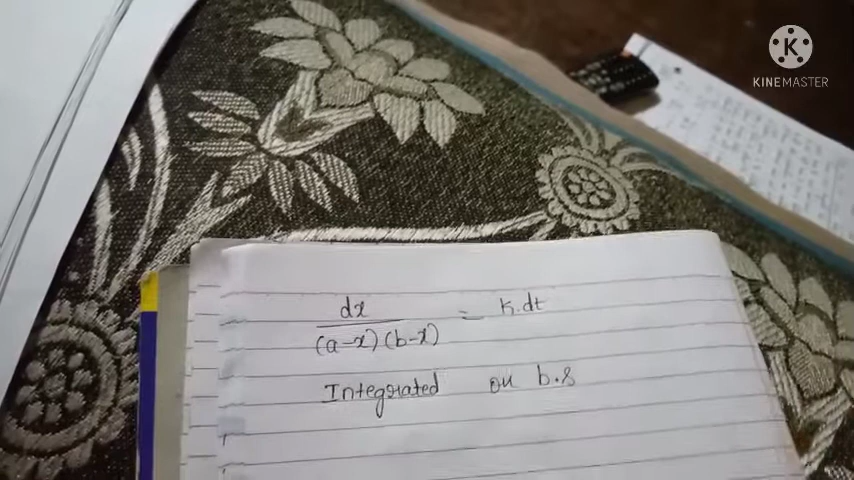 K
KINEMASTER
dx
(a-x) (b-x)
= K.dt
Integrated on b.s